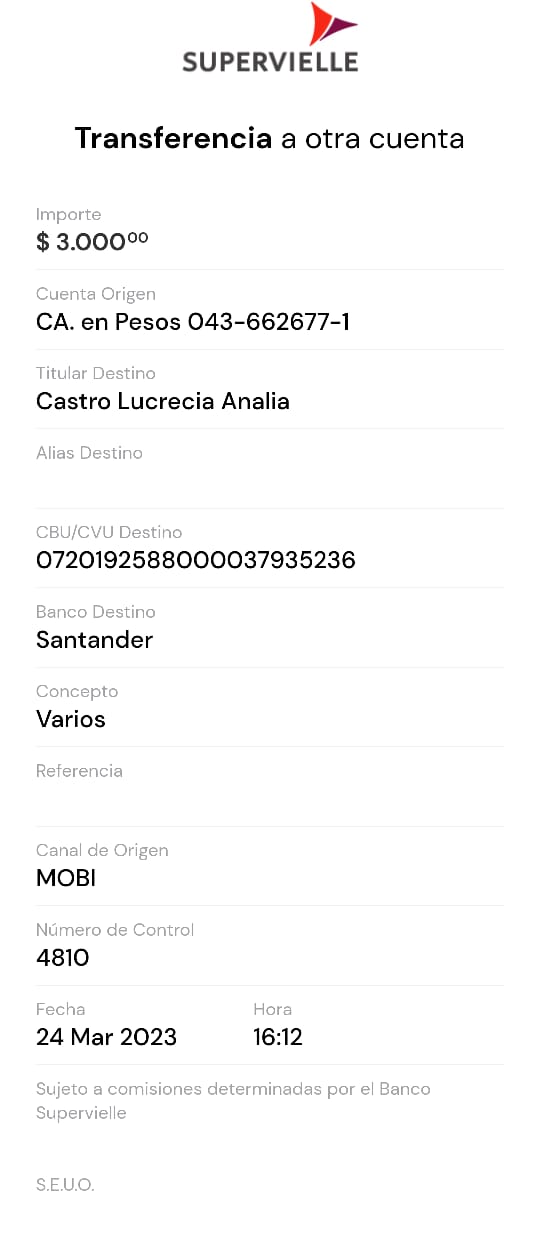 SUPERVIELLE
Transferencia a otra cuenta
Importe
$ 3.000⁰⁰
Cuenta Origen
CA. en Pesos 043-662677-1
Titular Destino
Castro Lucrecia Analia
Alias Destino
CBU/CVU Destino
0720192588000037935236
Banco Destino
Santander
Concepto
Varios
Referencia
Canal de Origen
MOBI
Número de Control
4810
Fecha Hora
24 Mar 2023 16:12
Sujeto a comisiones determinadas por el Banco
Supervielle
S.E.U.O.